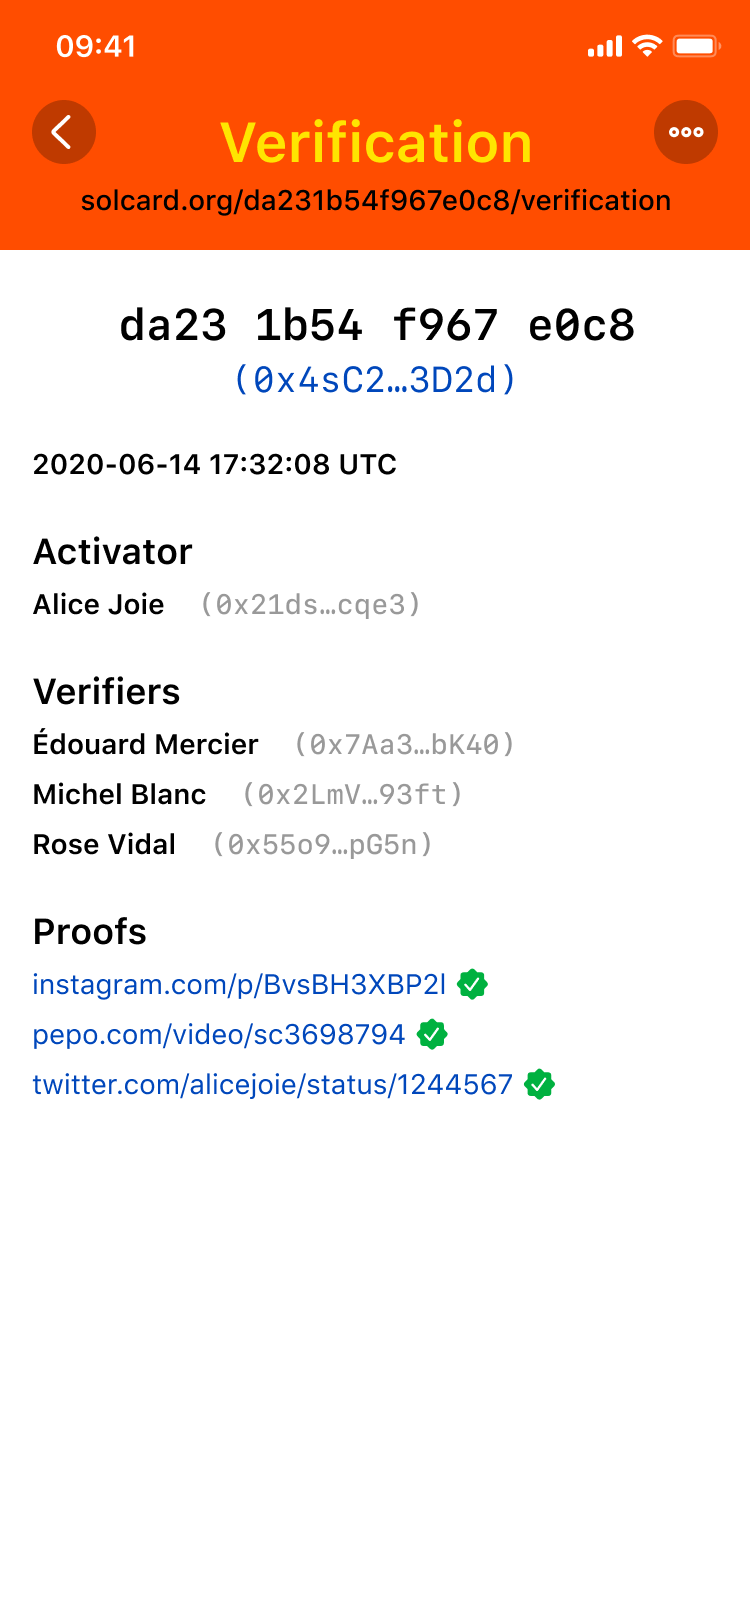 09:41
Verification
solcard.org/da231b54f967e0c8/verification
da23 1b54 f967 e0c8
(0x4sC2…3D2d)
2020-06-14 17:32:08 UTC
Activator
Alice Joie (0x21ds…cqe3)
Verifiers
Édouard Mercier (0x7Aa3…bK40)
Michel Blanc (0x2LmV…93ft)
Rose Vidal (0x55o9…pG5n)
Proofs
instagram.com/p/BvsBH3XBP2l
pepo.com/video/sc3698794
twitter.com/alicejoie/status/1244567